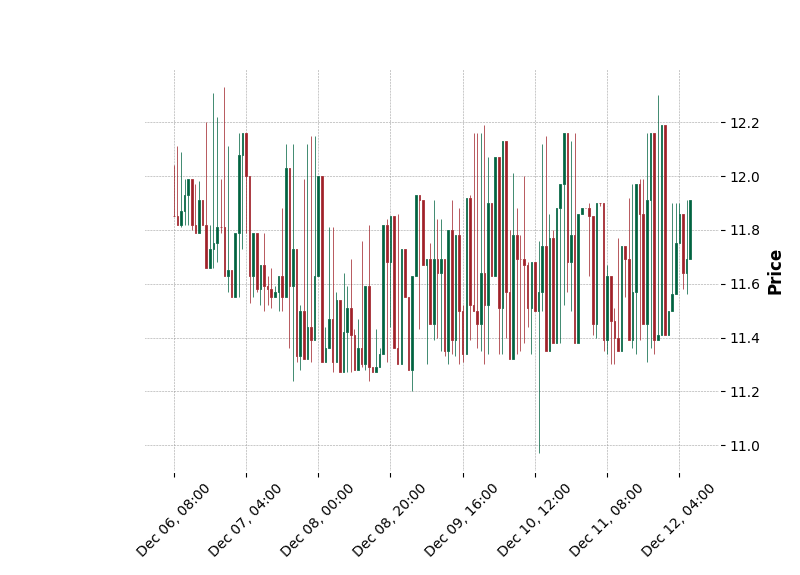 12.2
12.0
11.8
11.6
11.4
11.2
11.0
Price
Dec 06, 08:00
Dec 07, 04:00
Dec 08, 00:00
Dec 08, 20:00
Dec 09, 16:00
Dec 10, 12:00
Dec 11, 08:00
Dec 12, 04:00